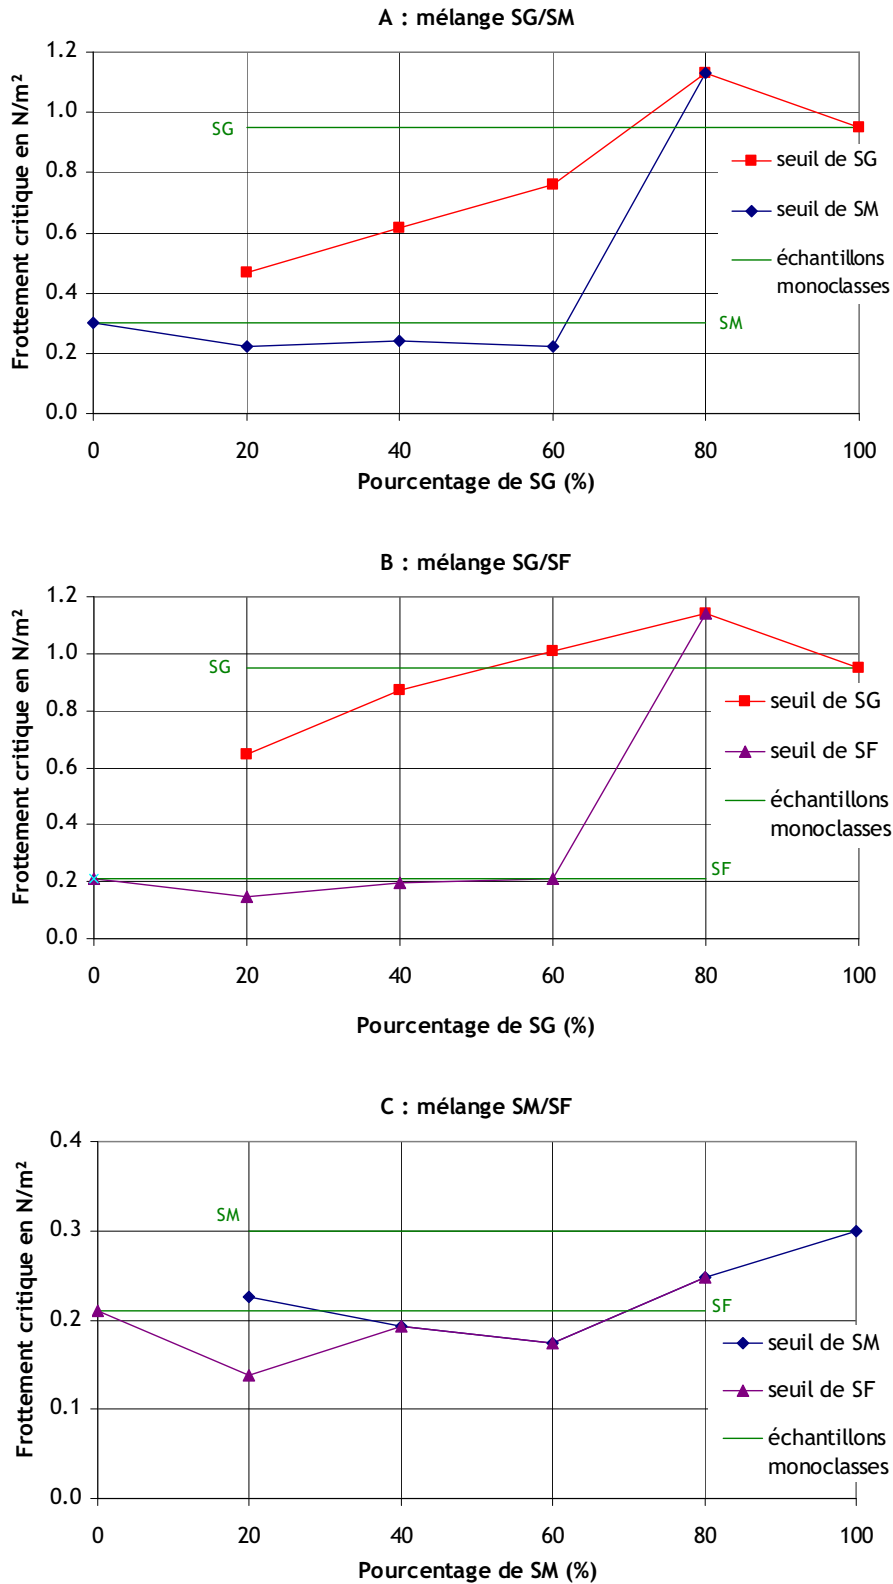 A : mélange SG/SM
Frottement critique en N/m²
1.2
1.0
0.8
0.6
0.4
0.2
0.0
SG
SM
seuil de SG
seuil de SM
échantillons
monoclasses
0 20 40 60 80 100
Pourcentage de SG (%)
B : mélange SG/SF
Frottement critique en N/m²
1.2
1.0
0.8
0.6
0.4
0.2
0.0
SG
SF
seuil de SG
seuil de SF
échantillons
monoclasses
0 20 40 60 80 100
Pourcentage de SG (%)
C : mélange SM/SF
Frottement critique en N/m²
0.4
0.3
0.2
0.1
0.0
SM
SF
seuil de SM
seuil de SF
échantillons
monoclasses
0 20 40 60 80 100
Pourcentage de SM (%)